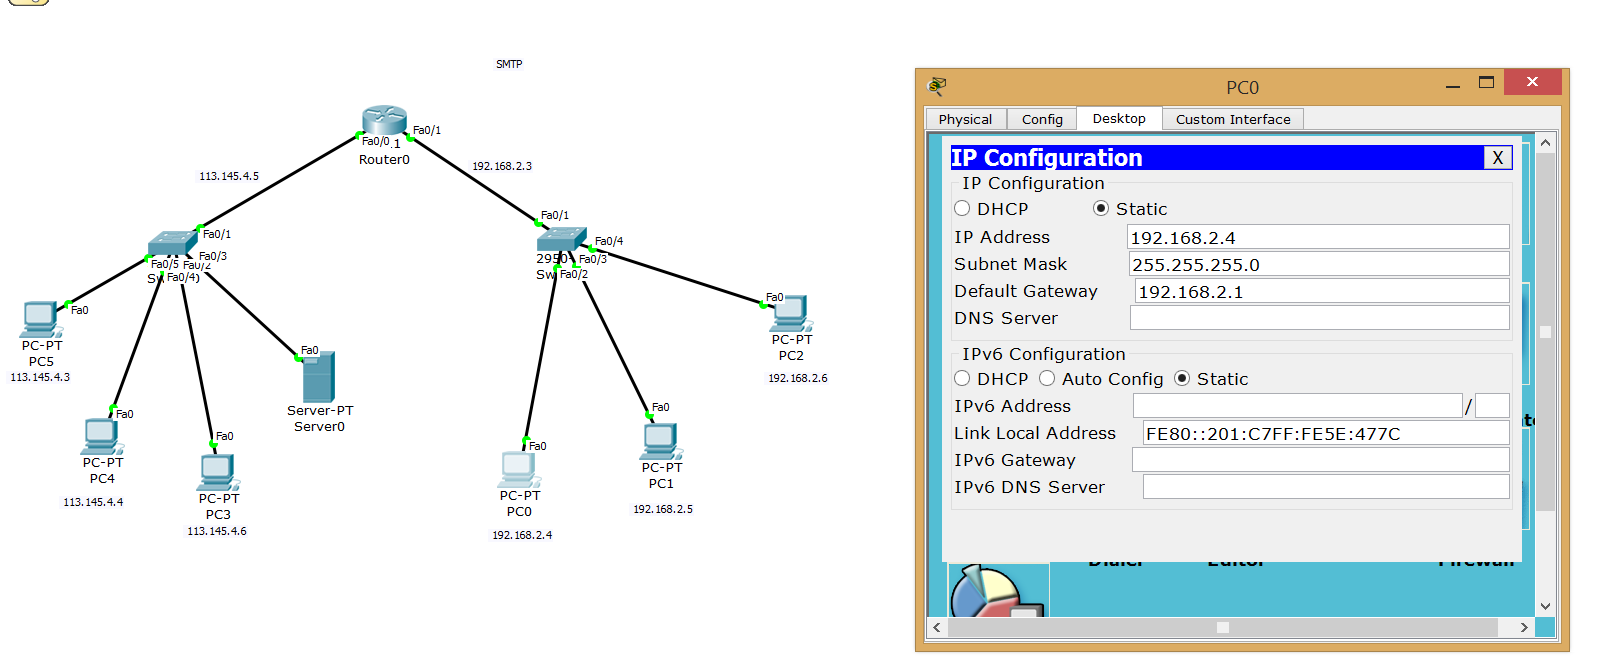 SMTP
Fa0/1
Fa0/0
.1
Router0
113.145.4.5
192.168.2.3
Fa0/1
Fa0/3
Fa0/5
Fa0/2
Fa0/4
Fa0/1
Fa0/4
2950-
Fa0/3
Sw
Fa0/2
Fa0
PC-PT
PC5
113.145.4.3
Fa0
PC-PT
PC4
113.145.4.4
Fa0
PC-PT
PC3
113.145.4.6
Fa0
Server-PT
Server0
Fa0
PC-PT
PC0
192.168.2.4
Fa0
PC-PT
PC1
192.168.2.5
Fa0
PC-PT
PC2
192.168.2.6
PC0
Physical Config Desktop Custom Interface
IP Configuration X
IP Configuration
DHCP Static
IP Address 192.168.2.4
Subnet Mask 255.255.255.0
Default Gateway 192.168.2.1
DNS Server
IPv6 Configuration
DHCP Auto Config Static
IPv6 Address /
Link Local Address FE80::201:C7FF:FE5E:477C
IPv6 Gateway
IPv6 DNS Server
Dialer Editor Firewall